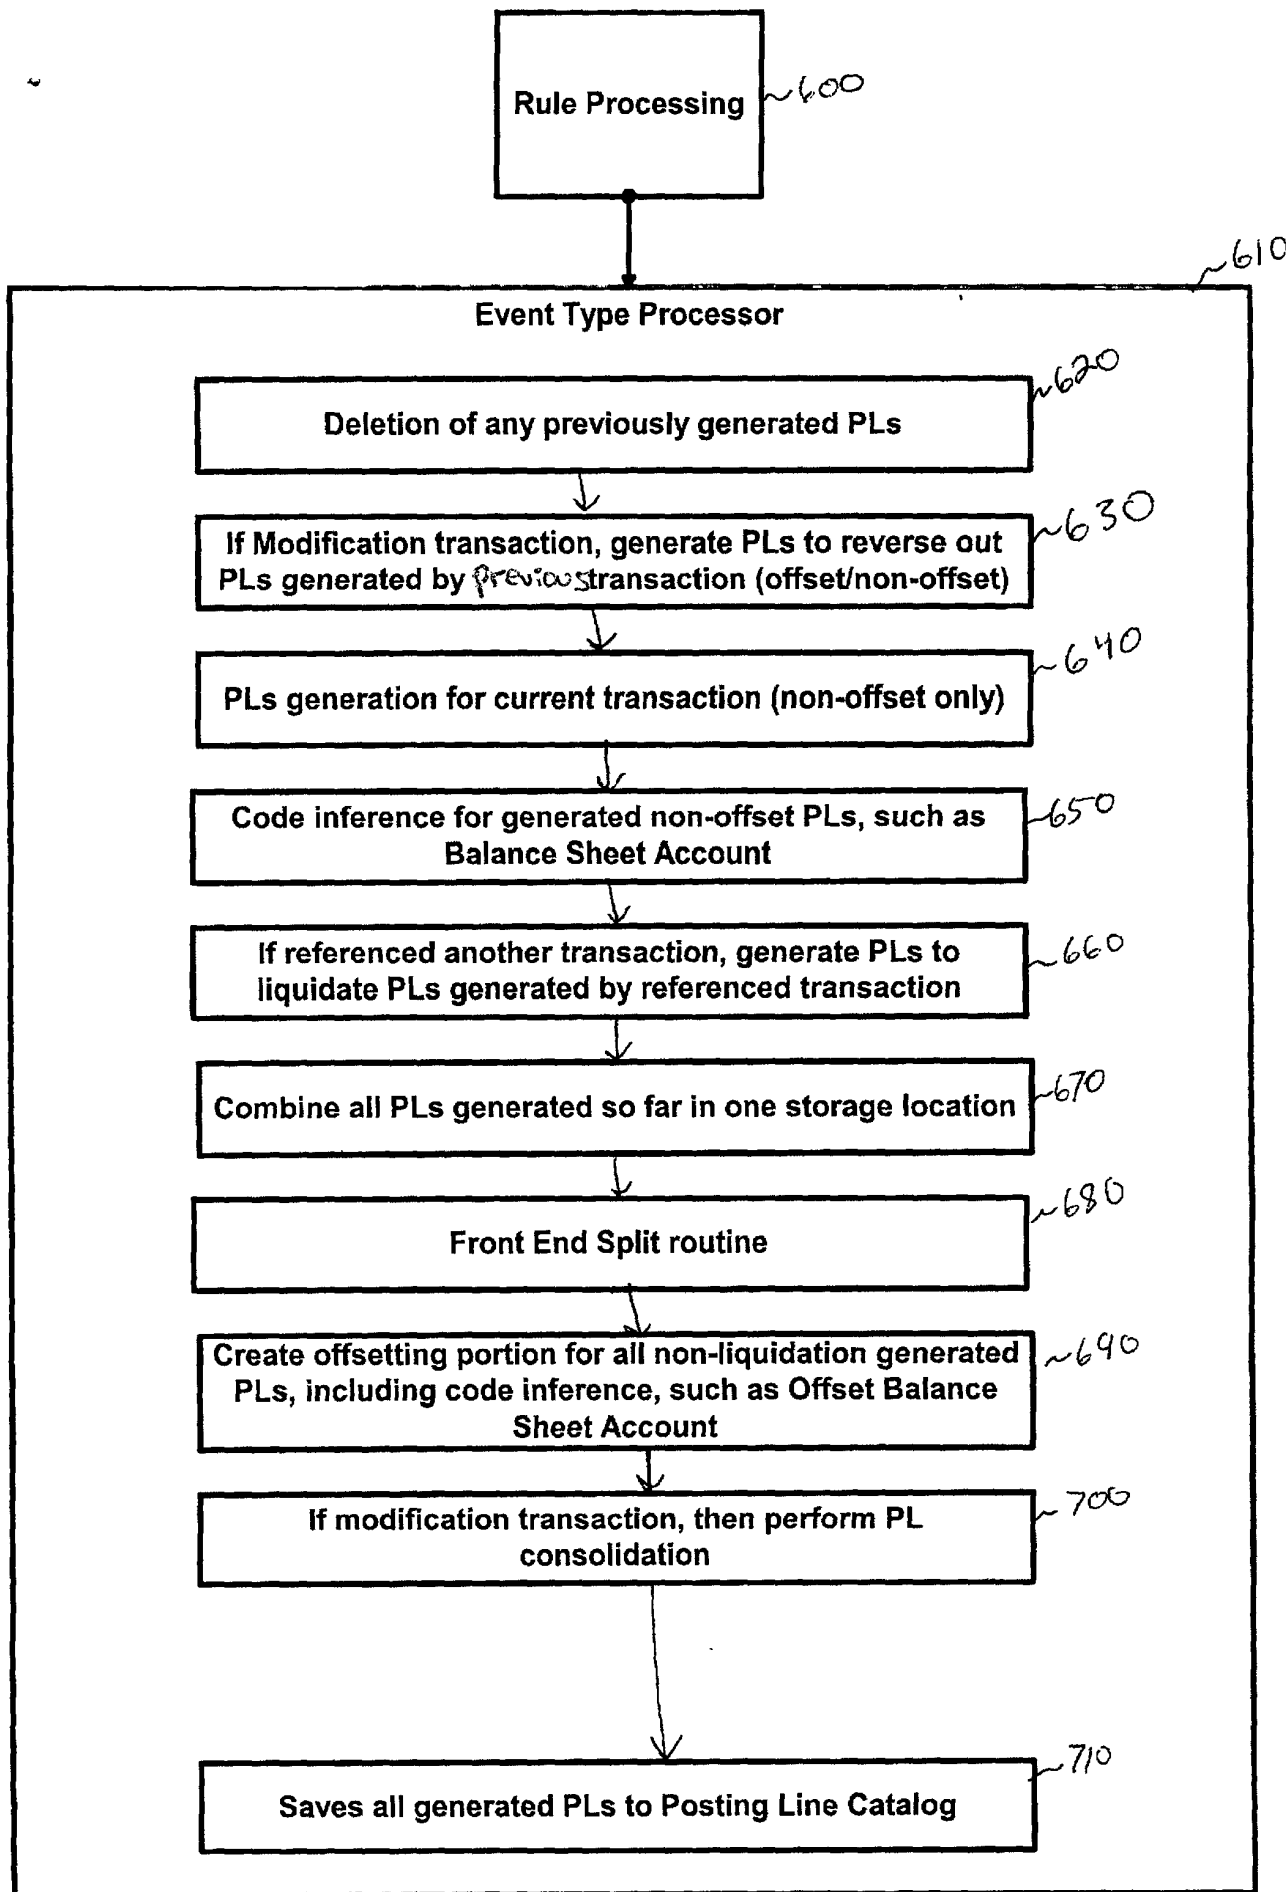 Rule Processing
~600
~610
Event Type Processor
~620
Deletion of any previously generated PLs
~630
If Modification transaction, generate PLs to reverse out
PLs generated by previous transaction (offset/non-offset)
~640
PLs generation for current transaction (non-offset only)
~650
Code inference for generated non-offset PLs, such as
Balance Sheet Account
~660
If referenced another transaction, generate PLs to
liquidate PLs generated by referenced transaction
~670
Combine all PLs generated so far in one storage location
~680
Front End Split routine
~690
Create offsetting portion for all non-liquidation generated
PLs, including code inference, such as Offset Balance
Sheet Account
~700
If modification transaction, then perform PL
consolidation
~710
Saves all generated PLs to Posting Line Catalog